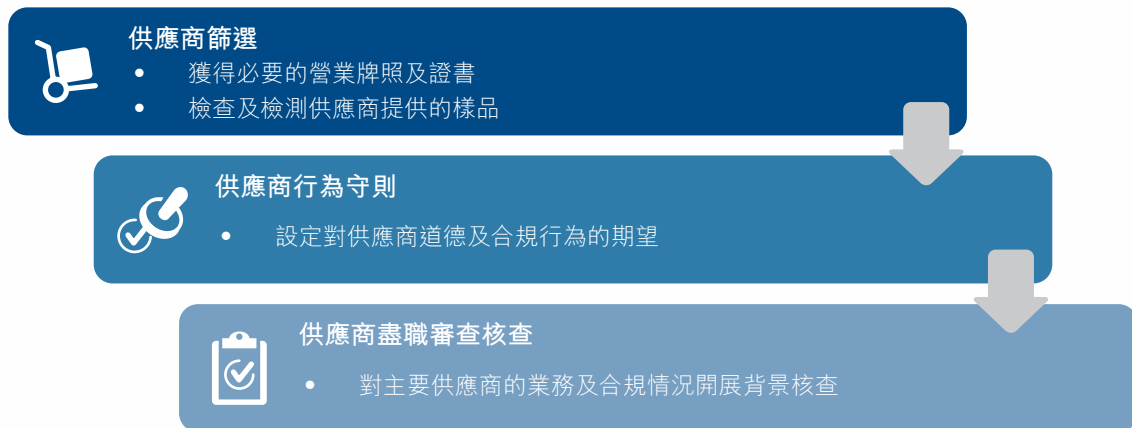 供應商篩選
• 獲得必要的營業牌照及證書
• 檢查及檢測供應商提供的樣品
供應商行為守則
• 設定對供應商道德及合規行為的期望
供應商盡職審查核查
• 對主要供應商的業務及合規情況開展背景核查